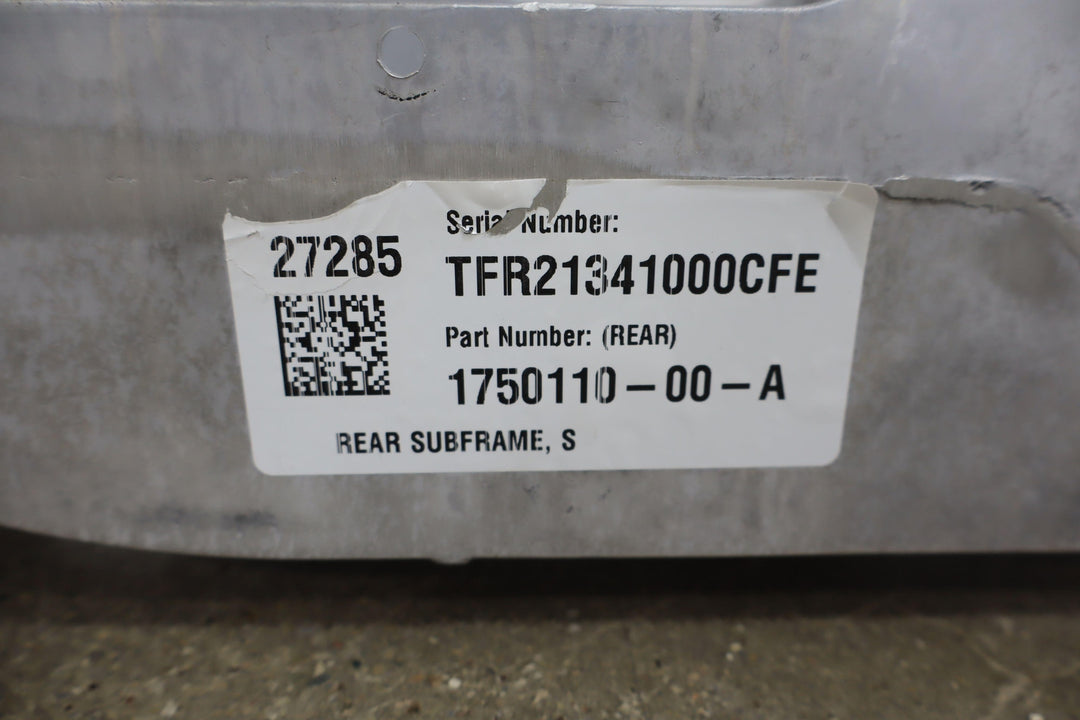 27285
Serial Number:
TFR21341000CFE
Part Number: (REAR)
1750110-00-A
REAR SUBFRAME, S